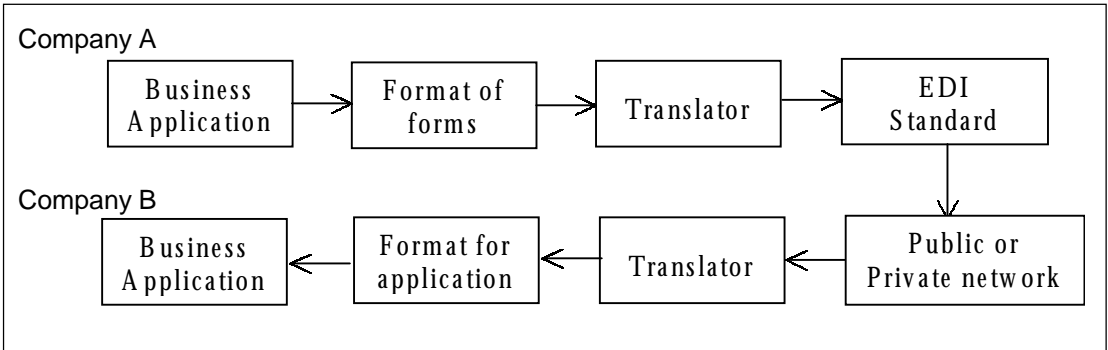 Company A
Business
Application
Format of
forms
Translator
EDI
Standard
Company B
Business
Application
Format for
application
Translator
Public or
Private network